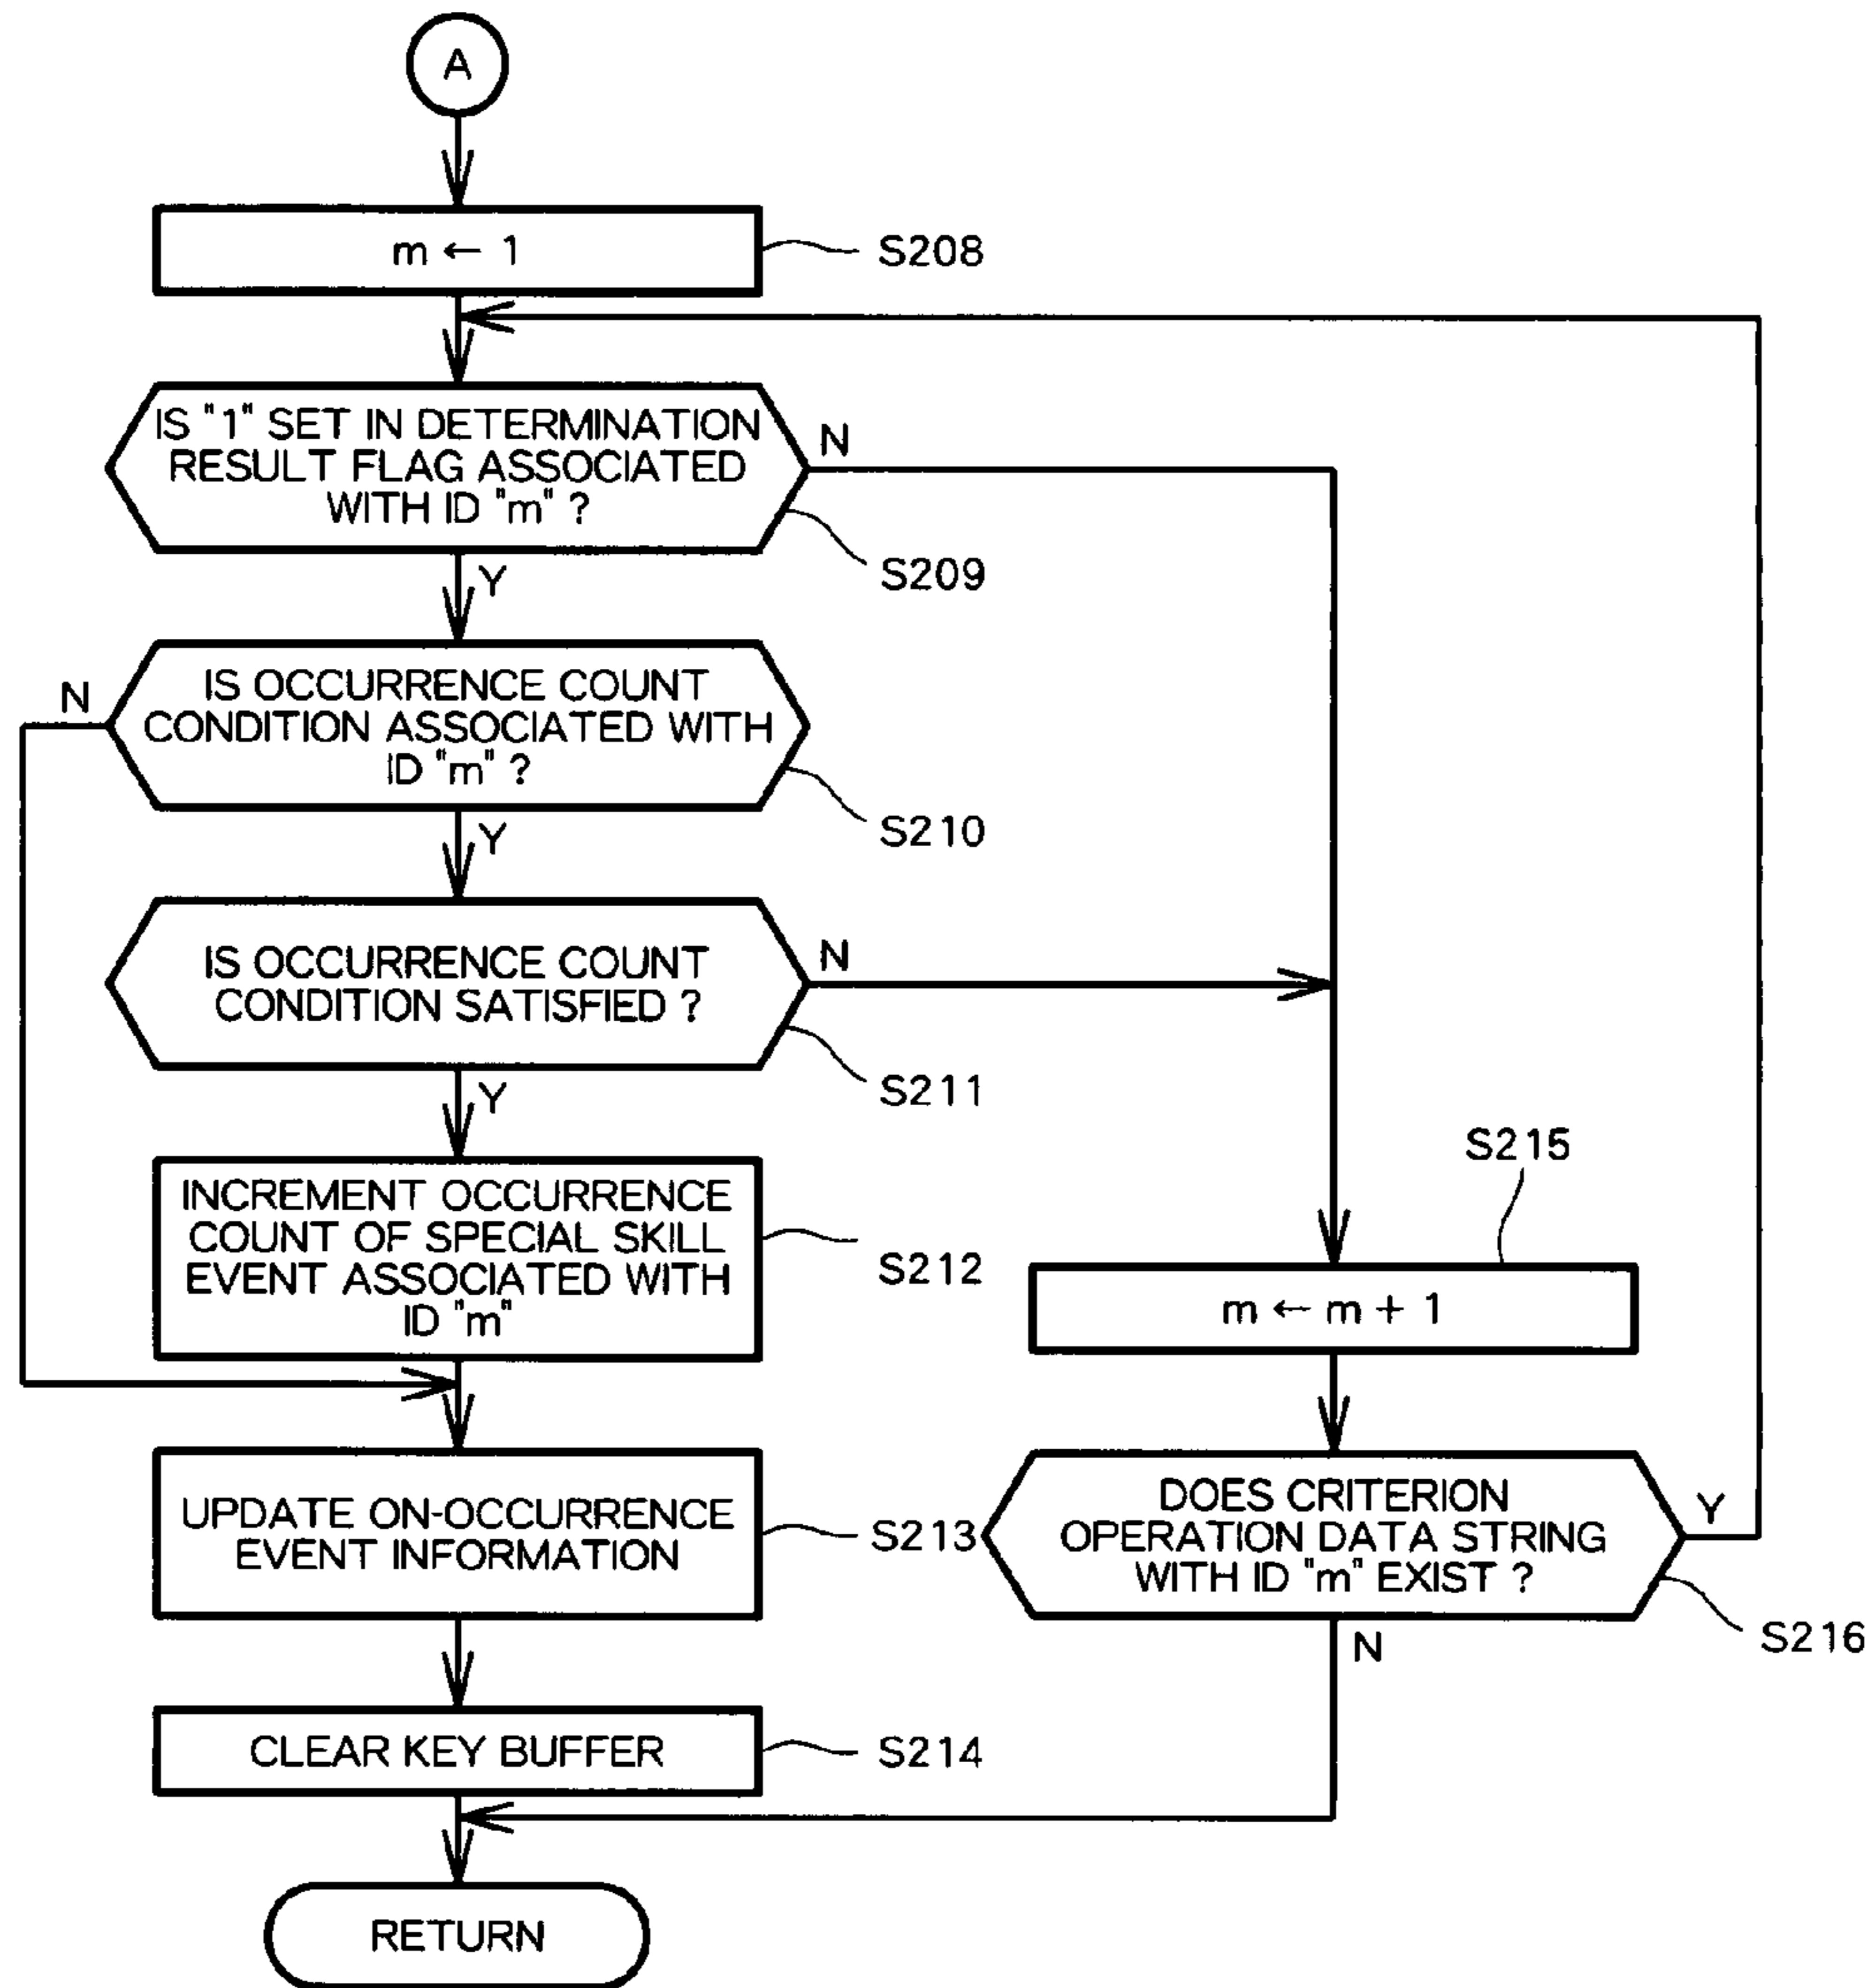 A
m ← 1
S208
IS "1" SET IN DETERMINATION
RESULT FLAG ASSOCIATED
WITH ID "m" ?
N
S209
Y
IS OCCURRENCE COUNT
CONDITION ASSOCIATED WITH
ID "m" ?
N
S210
Y
IS OCCURRENCE COUNT
CONDITION SATISFIED ?
N
S211
Y
INCREMENT OCCURRENCE
COUNT OF SPECIAL SKILL
EVENT ASSOCIATED WITH
ID "m"
S212
S215
m ← m + 1
UPDATE ON-OCCURRENCE
EVENT INFORMATION
S213
DOES CRITERION
OPERATION DATA STRING
WITH ID "m" EXIST ?
Y
S216
N
CLEAR KEY BUFFER
S214
RETURN